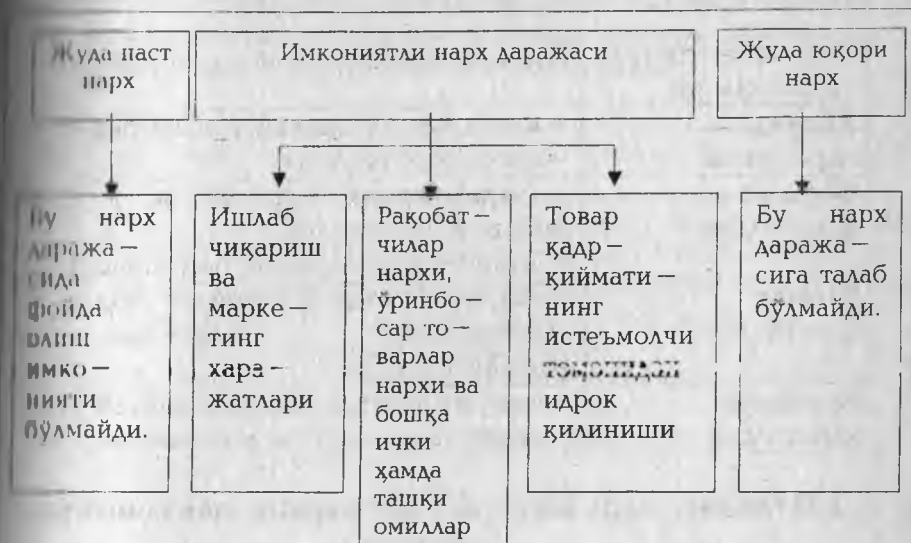 Жуда паст
нарх
Имкониятли нарх даражаси
Жуда юқори
нарх
Бу нарх
даража –
сида
фойда
олиш
имко –
нияти
бўлмайди.
Ишлаб
чиқариш
ва
марке –
тинг
хара –
жатлари
Рақобат –
чилар
нархи,
ўринбо –
сар то –
варлар
нархи ва
бошқа
ички
ҳамда
ташқи
омиллар
Товар
қадр –
қиймати –
нинг
истеъмолчи
томонидан
идрок
қилиниши
Бу нарх
даража –
сига талаб
бўлмайди.